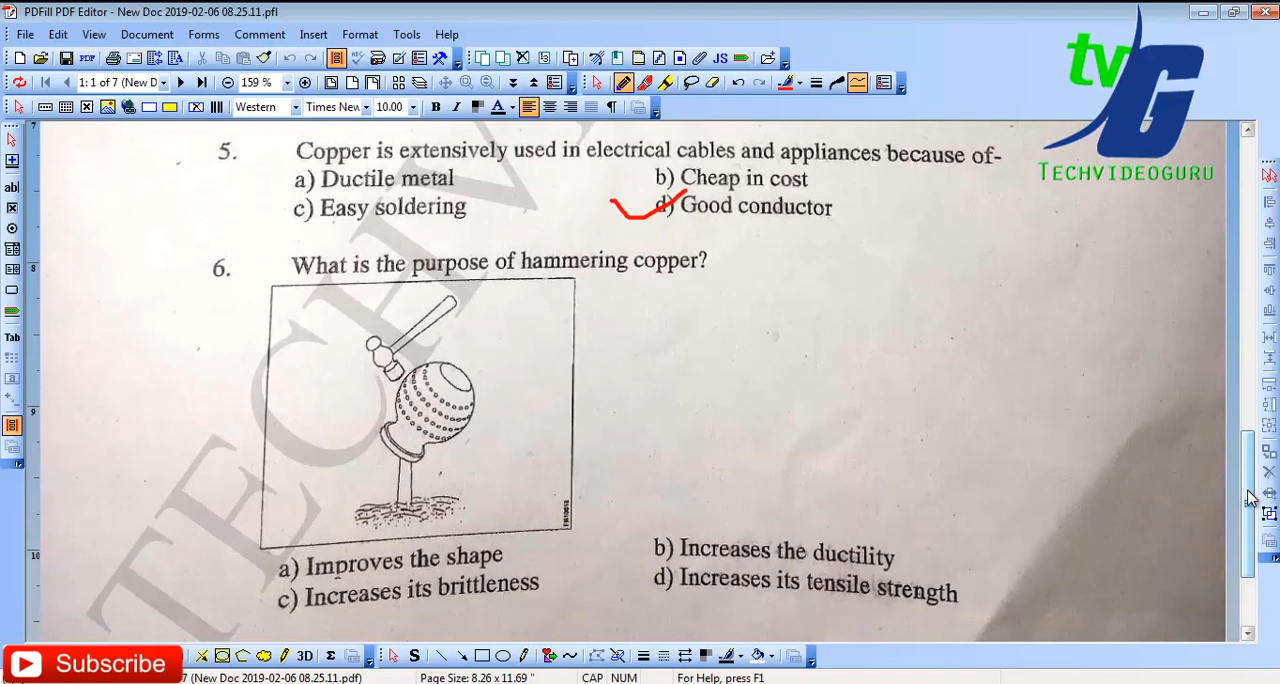 PDFill PDF Editor - New Doc 2019-02-06 08.25.11.pfl
File Edit View Document Forms Comment Insert Format Tools Help
1: 1 of 7 (New D 159 %
Western Times New 10.00
tv G
TECHVIDEOGURU
5. Copper is extensively used in electrical cables and appliances because of-
a) Ductile metal b) Cheap in cost
c) Easy soldering d) Good conductor
6. What is the purpose of hammering copper?
a) Improves the shape b) Increases the ductility
c) Increases its brittleness d) Increases its tensile strength
TECH
Subscribe
7 (New Doc 2019-02-06 08.25.11.pfl) Page Size: 8.26 x 11.69 " CAP NUM For Help, press F1